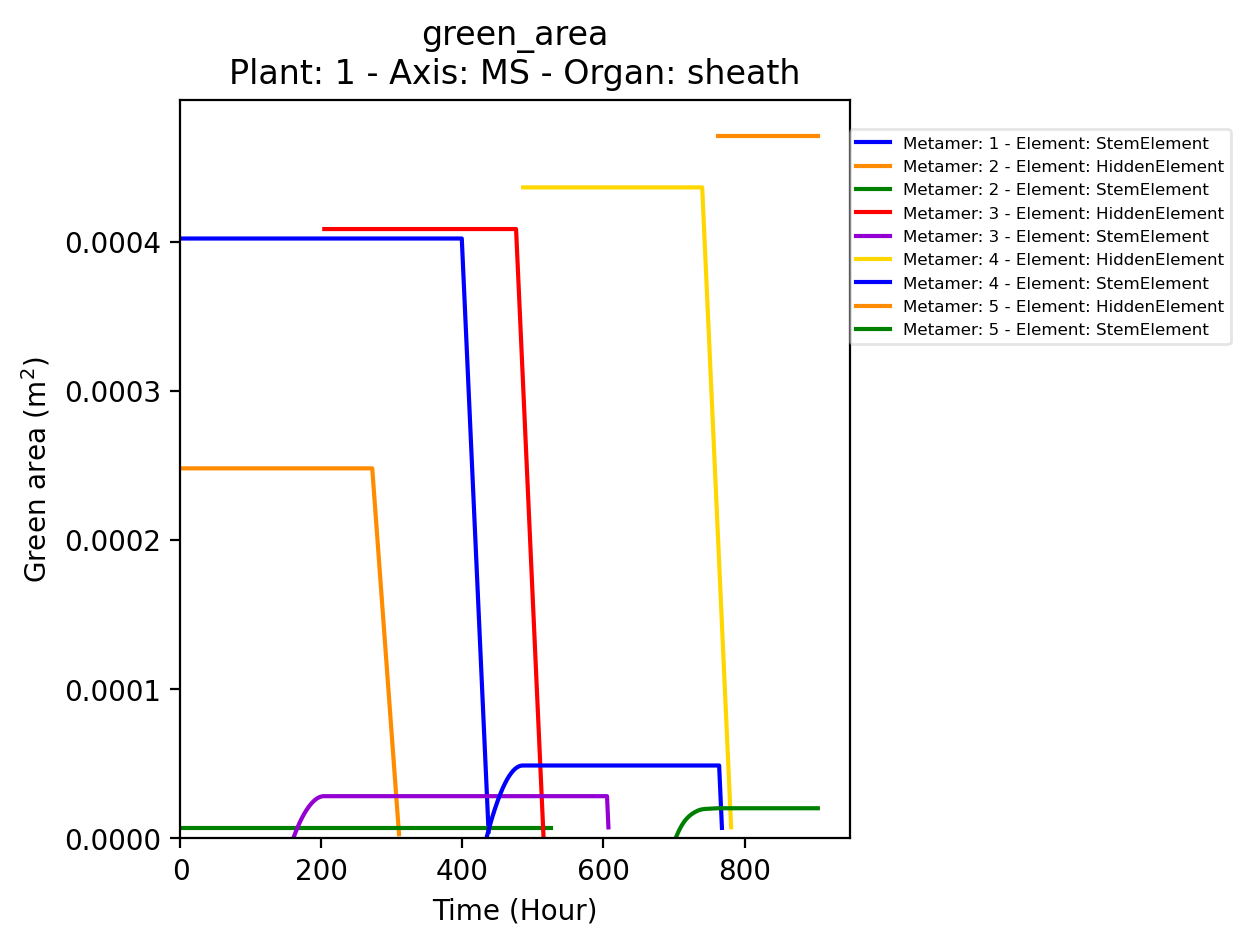 green_area
Plant: 1 - Axis: MS - Organ: sheath
Metamer: 1 - Element: StemElement
Metamer: 2 - Element: HiddenElement
Metamer: 2 - Element: StemElement
Metamer: 3 - Element: HiddenElement
Metamer: 3 - Element: StemElement
Metamer: 4 - Element: HiddenElement
Metamer: 4 - Element: StemElement
Metamer: 5 - Element: HiddenElement
Metamer: 5 - Element: StemElement
Green area (m²)
0.0004
0.0003
0.0002
0.0001
0.0000
0 200 400 600 800
Time (Hour)